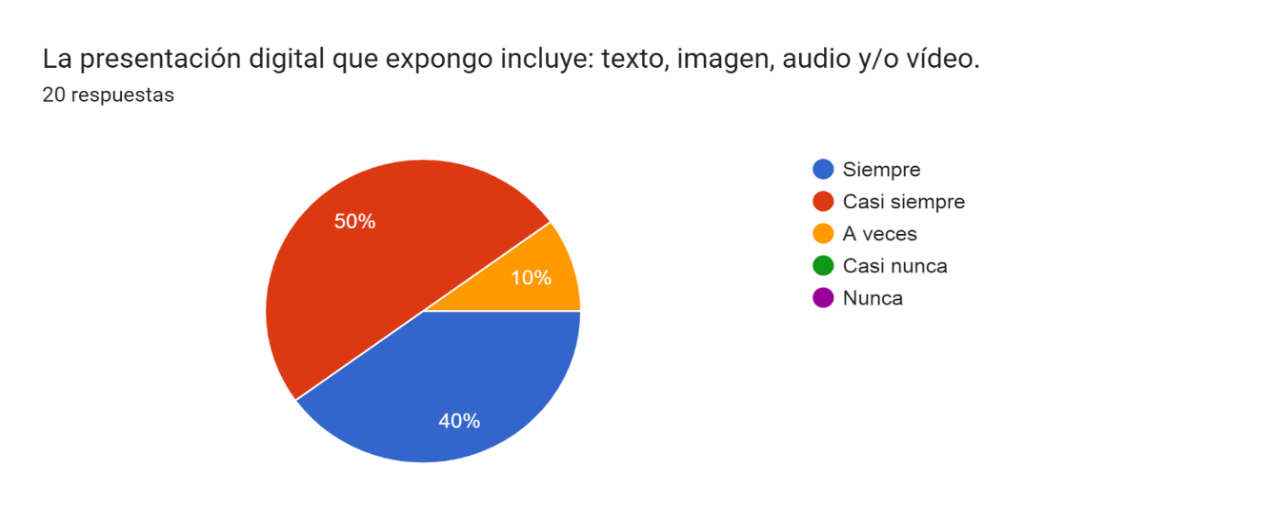 La presentación digital que expongo incluye: texto, imagen, audio y/o vídeo.
20 respuestas
50%
10%
40%
Siempre
Casi siempre
A veces
Casi nunca
Nunca